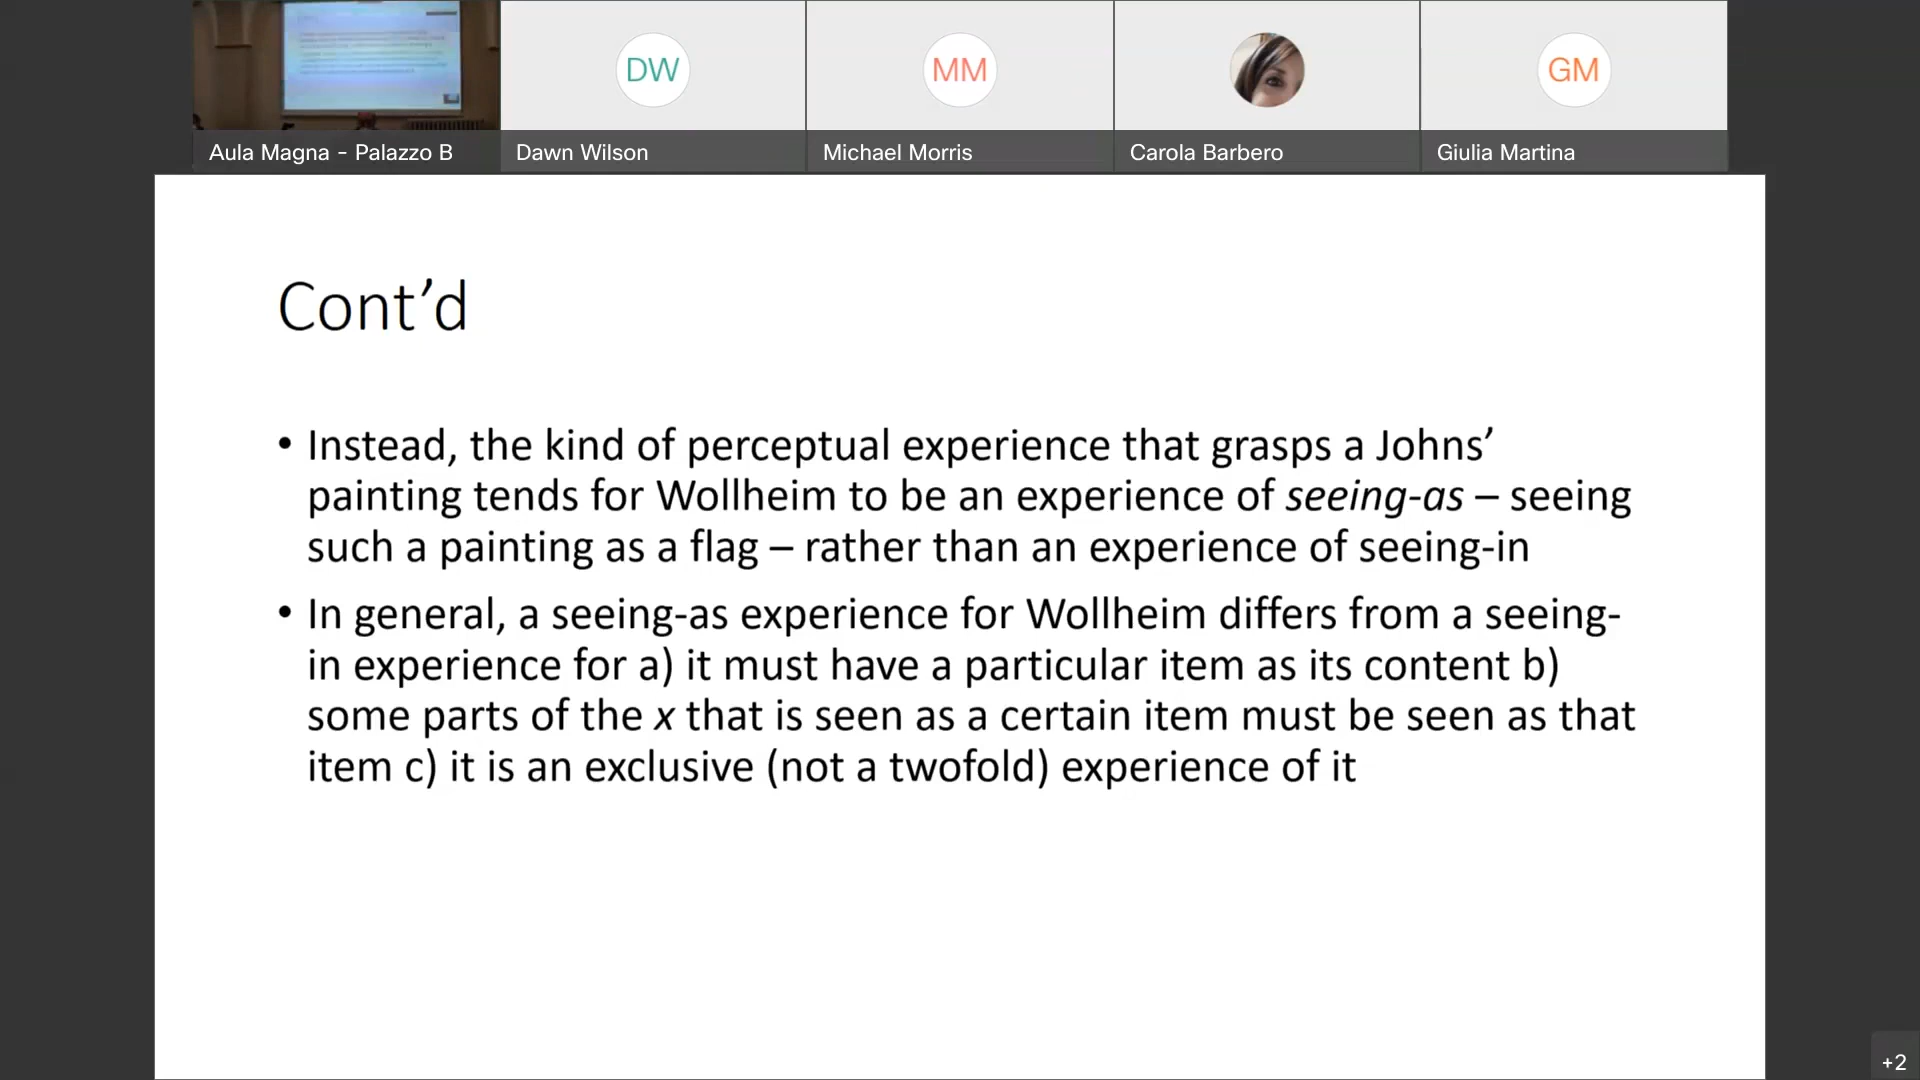 DW
MM
GM
Aula Magna - Palazzo B
Dawn Wilson
Michael Morris
Carola Barbero
Giulia Martina
Cont’d
• Instead, the kind of perceptual experience that grasps a Johns’
painting tends for Wollheim to be an experience of seeing-as – seeing
such a painting as a flag – rather than an experience of seeing-in
• In general, a seeing-as experience for Wollheim differs from a seeing-
in experience for a) it must have a particular item as its content b)
some parts of the x that is seen as a certain item must be seen as that
item c) it is an exclusive (not a twofold) experience of it
+2